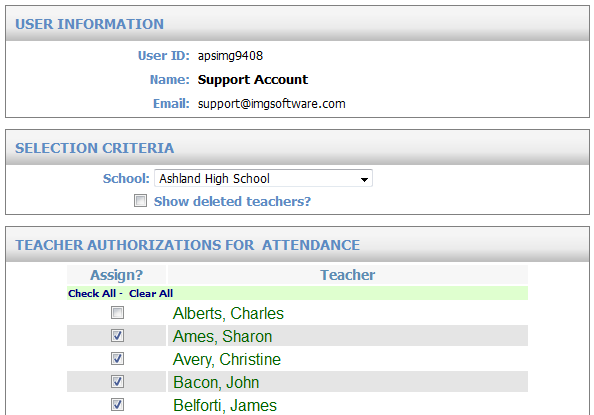 USER INFORMATION
User ID: apsimg9408
Name: Support Account
Email: support@imgsoftware.com
SELECTION CRITERIA
School: Ashland High School
Show deleted teachers?
TEACHER AUTHORIZATIONS FOR ATTENDANCE
Assign? Teacher
Check All - Clear All
Alberts, Charles
Ames, Sharon
Avery, Christine
Bacon, John
Belforti, James